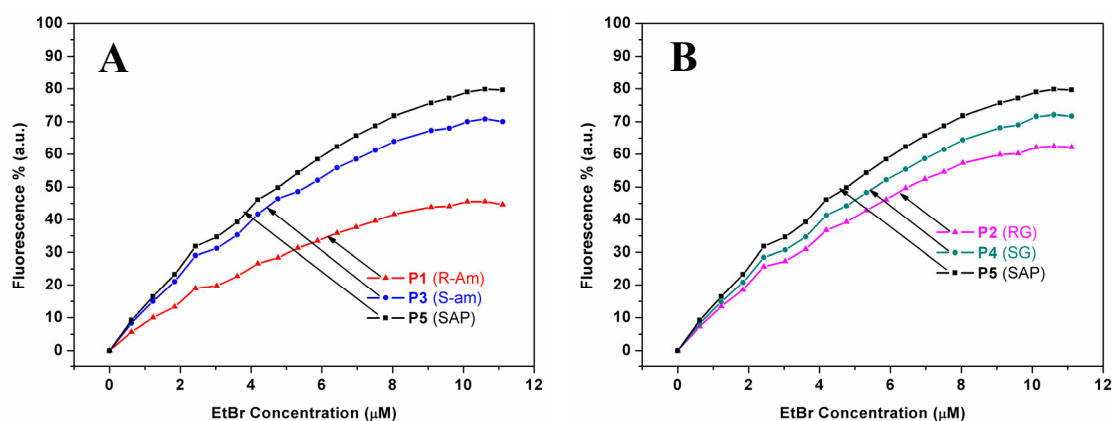 A
Fluorescence % (a.u.)
100
90
80
70
60
50
40
30
20
10
0
P1 (R-Am)
P3 (S-am)
P5 (SAP)
0 2 4 6 8 10 12
EtBr Concentration (μM)
B
Fluorescence % (a.u.)
100
90
80
70
60
50
40
30
20
10
0
P2 (RG)
P4 (SG)
P5 (SAP)
0 2 4 6 8 10 12
EtBr Concentration (μM)